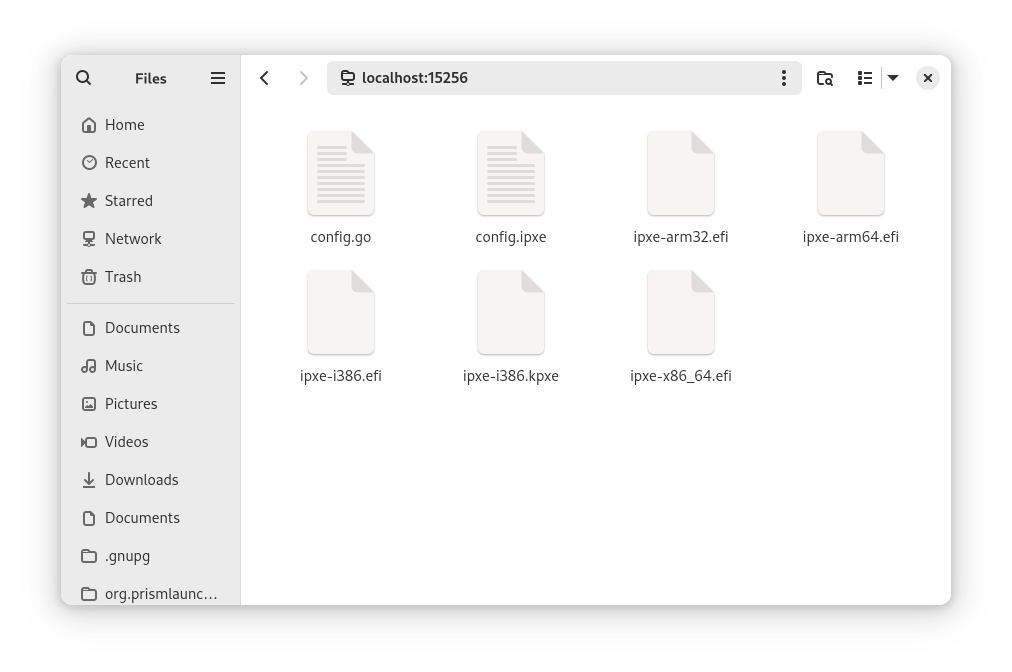 Files
localhost:15256
Home
Recent
Starred
Network
Trash
Documents
Music
Pictures
Videos
Downloads
Documents
.gnupg
org.prismlaunc…
config.go
config.ipxe
ipxe-arm32.efi
ipxe-arm64.efi
ipxe-i386.efi
ipxe-i386.kpxe
ipxe-x86_64.efi